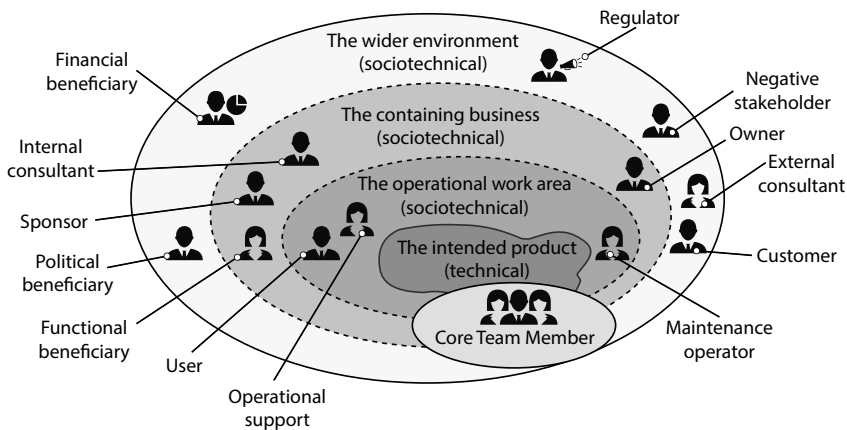 Regulator
The wider environment
(sociotechnical)
Financial
beneficiary
Negative
stakeholder
The containing business
(sociotechnical)
Owner
Internal
consultant
External
consultant
The operational work area
(sociotechnical)
Sponsor
The intended product
(technical)
Political
beneficiary
Customer
Functional
beneficiary
Core Team Member
Maintenance
operator
User
Operational
support